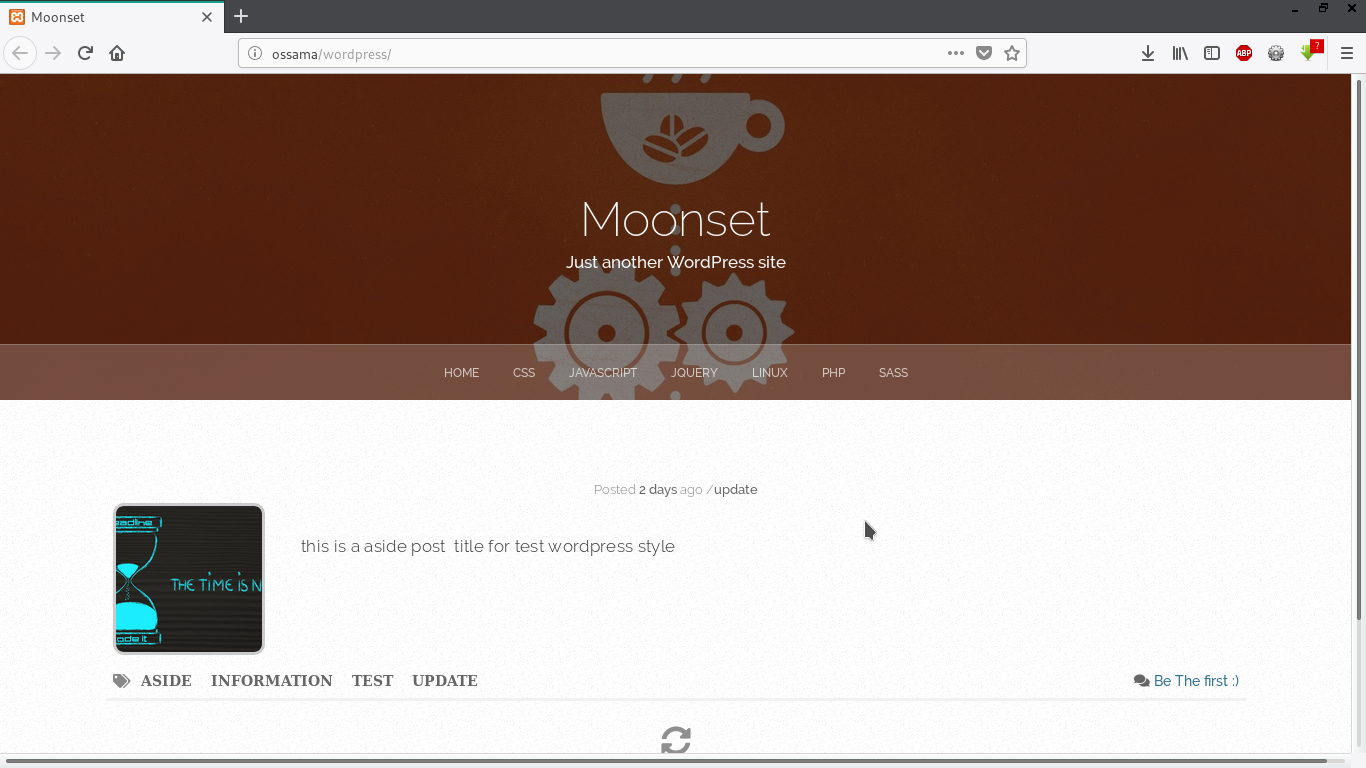 Moonset
ossama/wordpress/
ABP
?
Moonset
Just another WordPress site
HOME CSS JAVASCRIPT JQUERY LINUX PHP SASS
Posted 2 days ago /update
eadline
THE TIME IS N
ode it
this is a aside post title for test wordpress style
ASIDE INFORMATION TEST UPDATE
Be The first :)